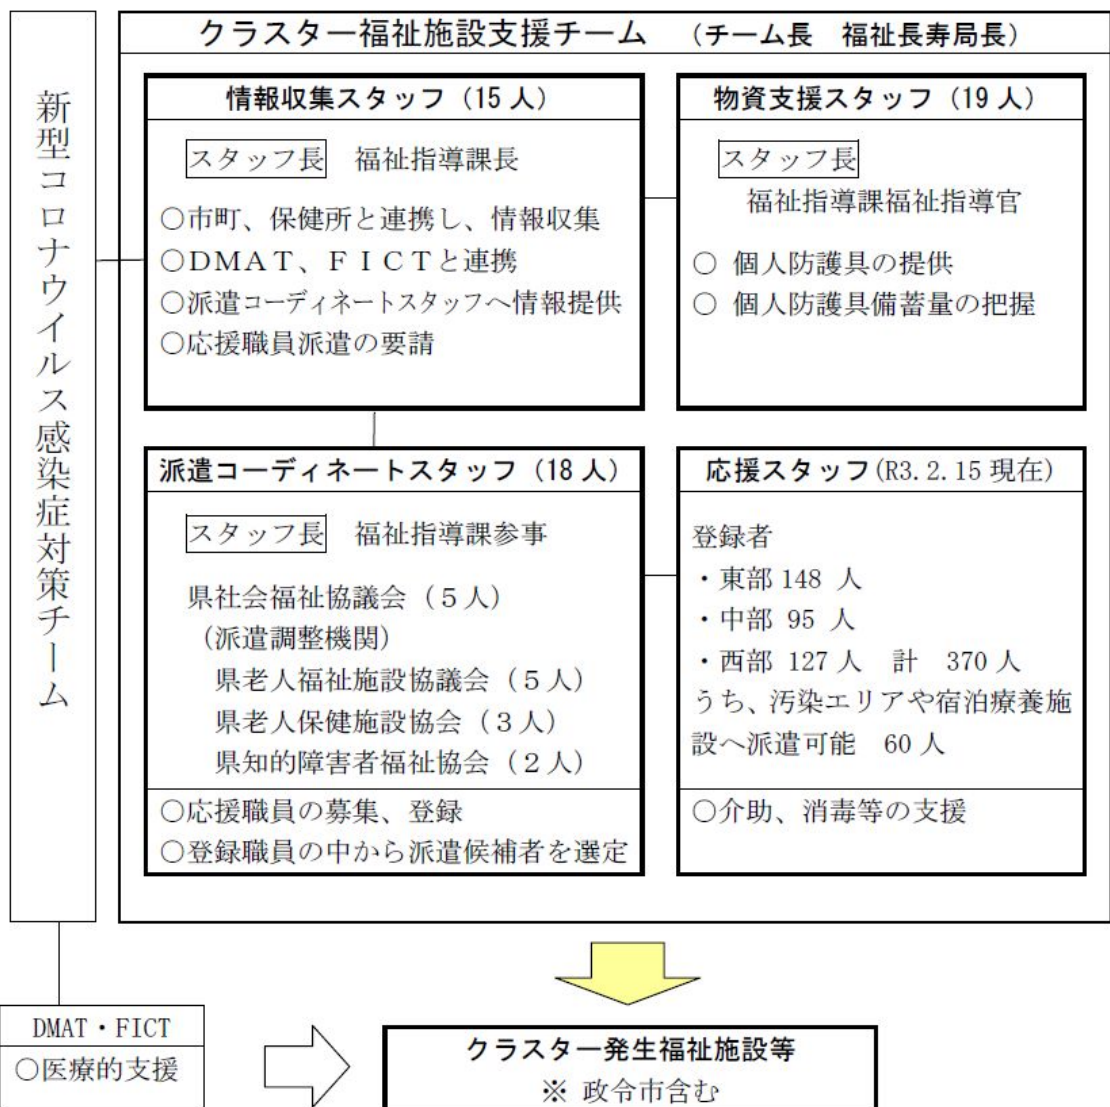 新型コロナウイルス感染症対策チーム
クラスター福祉施設支援チーム （チーム長　福祉長寿局長）
情報収集スタッフ（15 人）
スタッフ長　福祉指導課長
○市町、保健所と連携し、情報収集
○ＤＭＡＴ、ＦＩＣＴと連携
○派遣コーディネートスタッフへ情報提供
○応援職員派遣の要請
物資支援スタッフ（19 人）
スタッフ長
福祉指導課福祉指導官
○ 個人防護具の提供
○ 個人防護具備蓄量の把握
派遣コーディネートスタッフ（18 人）
スタッフ長　福祉指導課参事
県社会福祉協議会（５人）
（派遣調整機関）
県老人福祉施設協議会（５人）
県老人保健施設協会（３人）
県知的障害者福祉協会（２人）
○応援職員の募集、登録
○登録職員の中から派遣候補者を選定
応援スタッフ(R3.2.15 現在)
登録者
・東部 148 人
・中部 95 人
・西部 127 人　計　370 人
うち、汚染エリアや宿泊療養施
設へ派遣可能　60 人
○介助、消毒等の支援
DMAT・FICT
○医療的支援
クラスター発生福祉施設等
※ 政令市含む